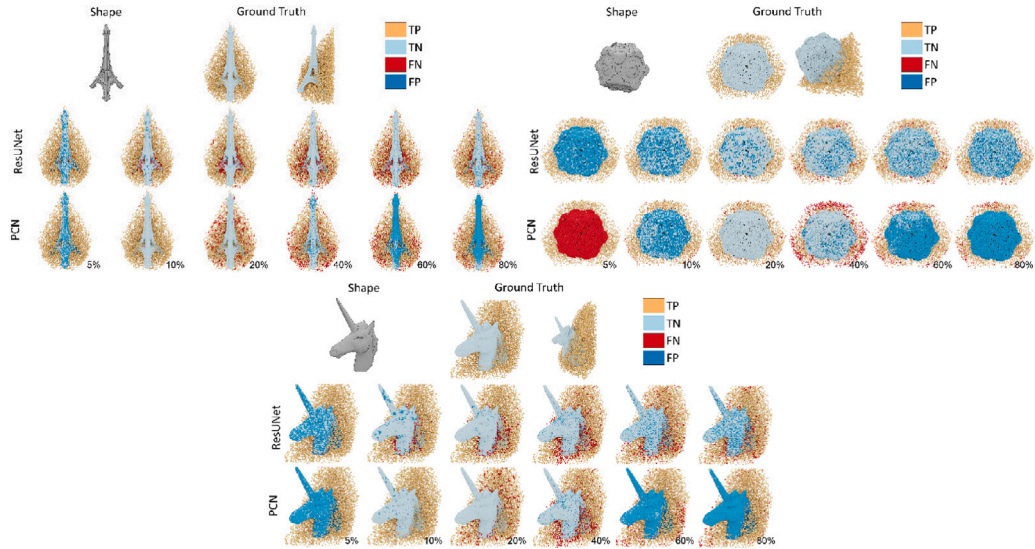 Shape Ground Truth
TP
TN
FN
FP
ResUNet
PCN
5% 10% 20% 40% 60% 80%
Shape Ground Truth
TP
TN
FN
FP
ResUNet
PCN
5% 10% 20% 40% 60% 80%
Shape Ground Truth
TP
TN
FN
FP
ResUNet
PCN
5% 10% 20% 40% 60% 80%